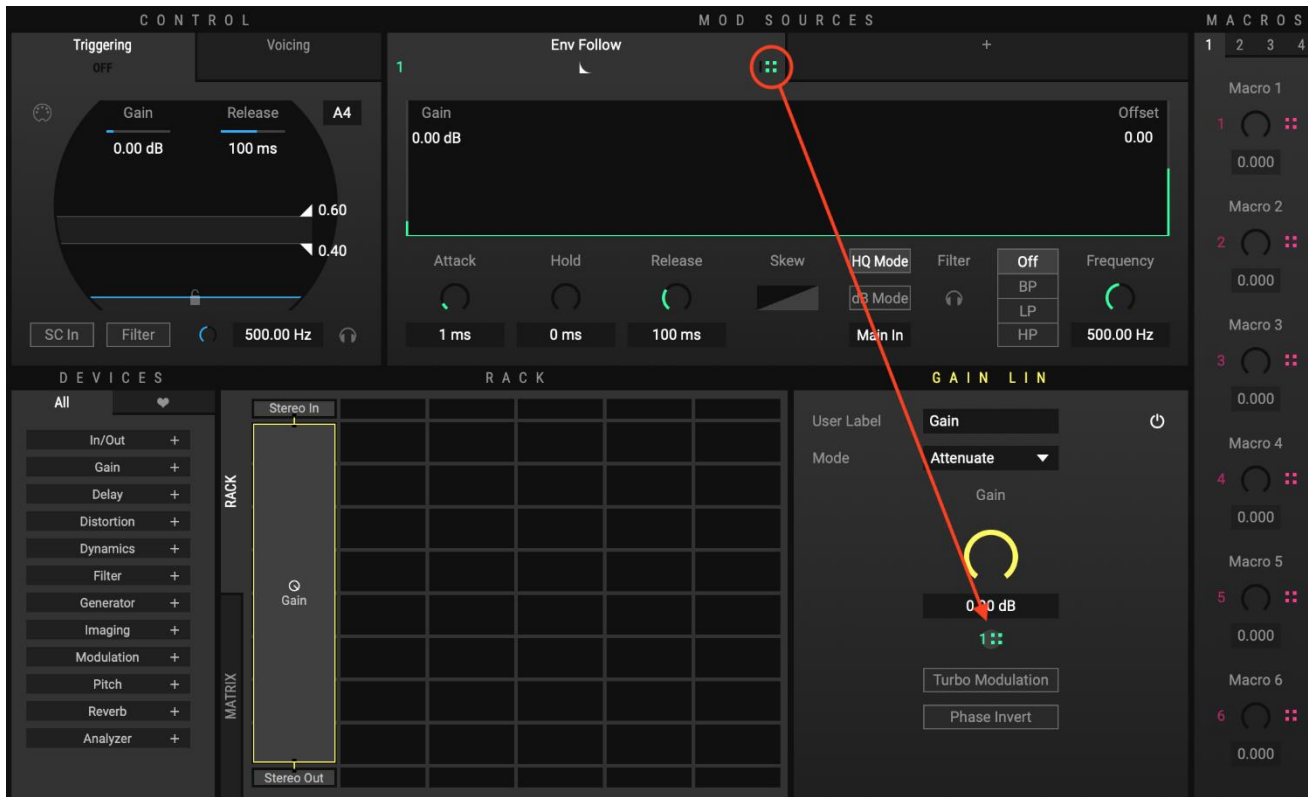 CONTROL
MOD SOURCES
MACROS
Triggering
OFF
Voicing
Env Follow
1
+
1 2 3 4
Gain
0.00 dB
Release
100 ms
A4
0.60
0.40
SC In
Filter
500.00 Hz
Gain
0.00 dB
Offset
0.00
Attack
1 ms
Hold
0 ms
Release
100 ms
Skew
HQ Mode
dB Mode
Main In
Filter
Off
BP
LP
HP
Frequency
500.00 Hz
Macro 1
1
0.000
Macro 2
2
0.000
Macro 3
3
0.000
Macro 4
4
0.000
Macro 5
5
0.000
Macro 6
6
0.000
DEVICES
All
In/Out +
Gain +
Delay +
Distortion +
Dynamics +
Filter +
Generator +
Imaging +
Modulation +
Pitch +
Reverb +
Analyzer +
RACK
RACK
MATRIX
Stereo In
Gain
Stereo Out
GAIN LIN
User Label Gain
Mode Attenuate
Gain
0.00 dB
1
Turbo Modulation
Phase Invert